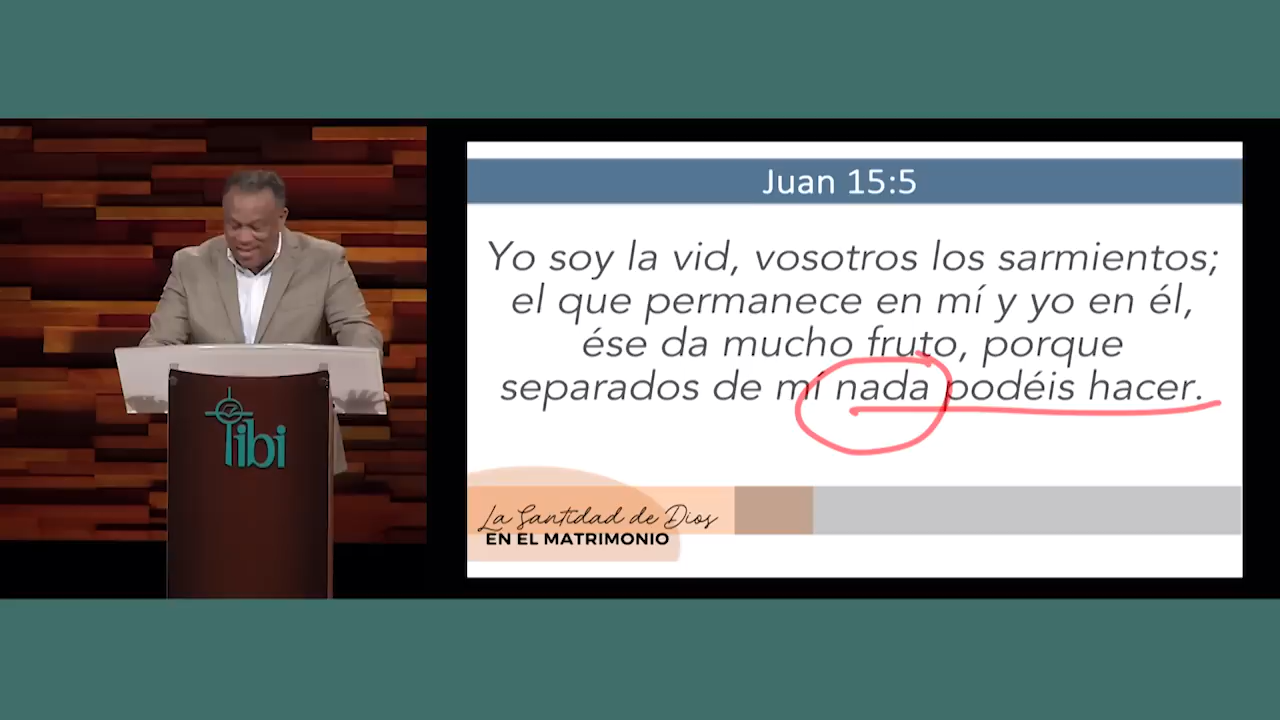 Juan 15:5
Yo soy la vid, vosotros los sarmientos;
el que permanece en mí y yo en él,
ése da mucho fruto, porque
separados de mí nada podéis hacer.
ibi
La Santidad de Dios
EN EL MATRIMONIO